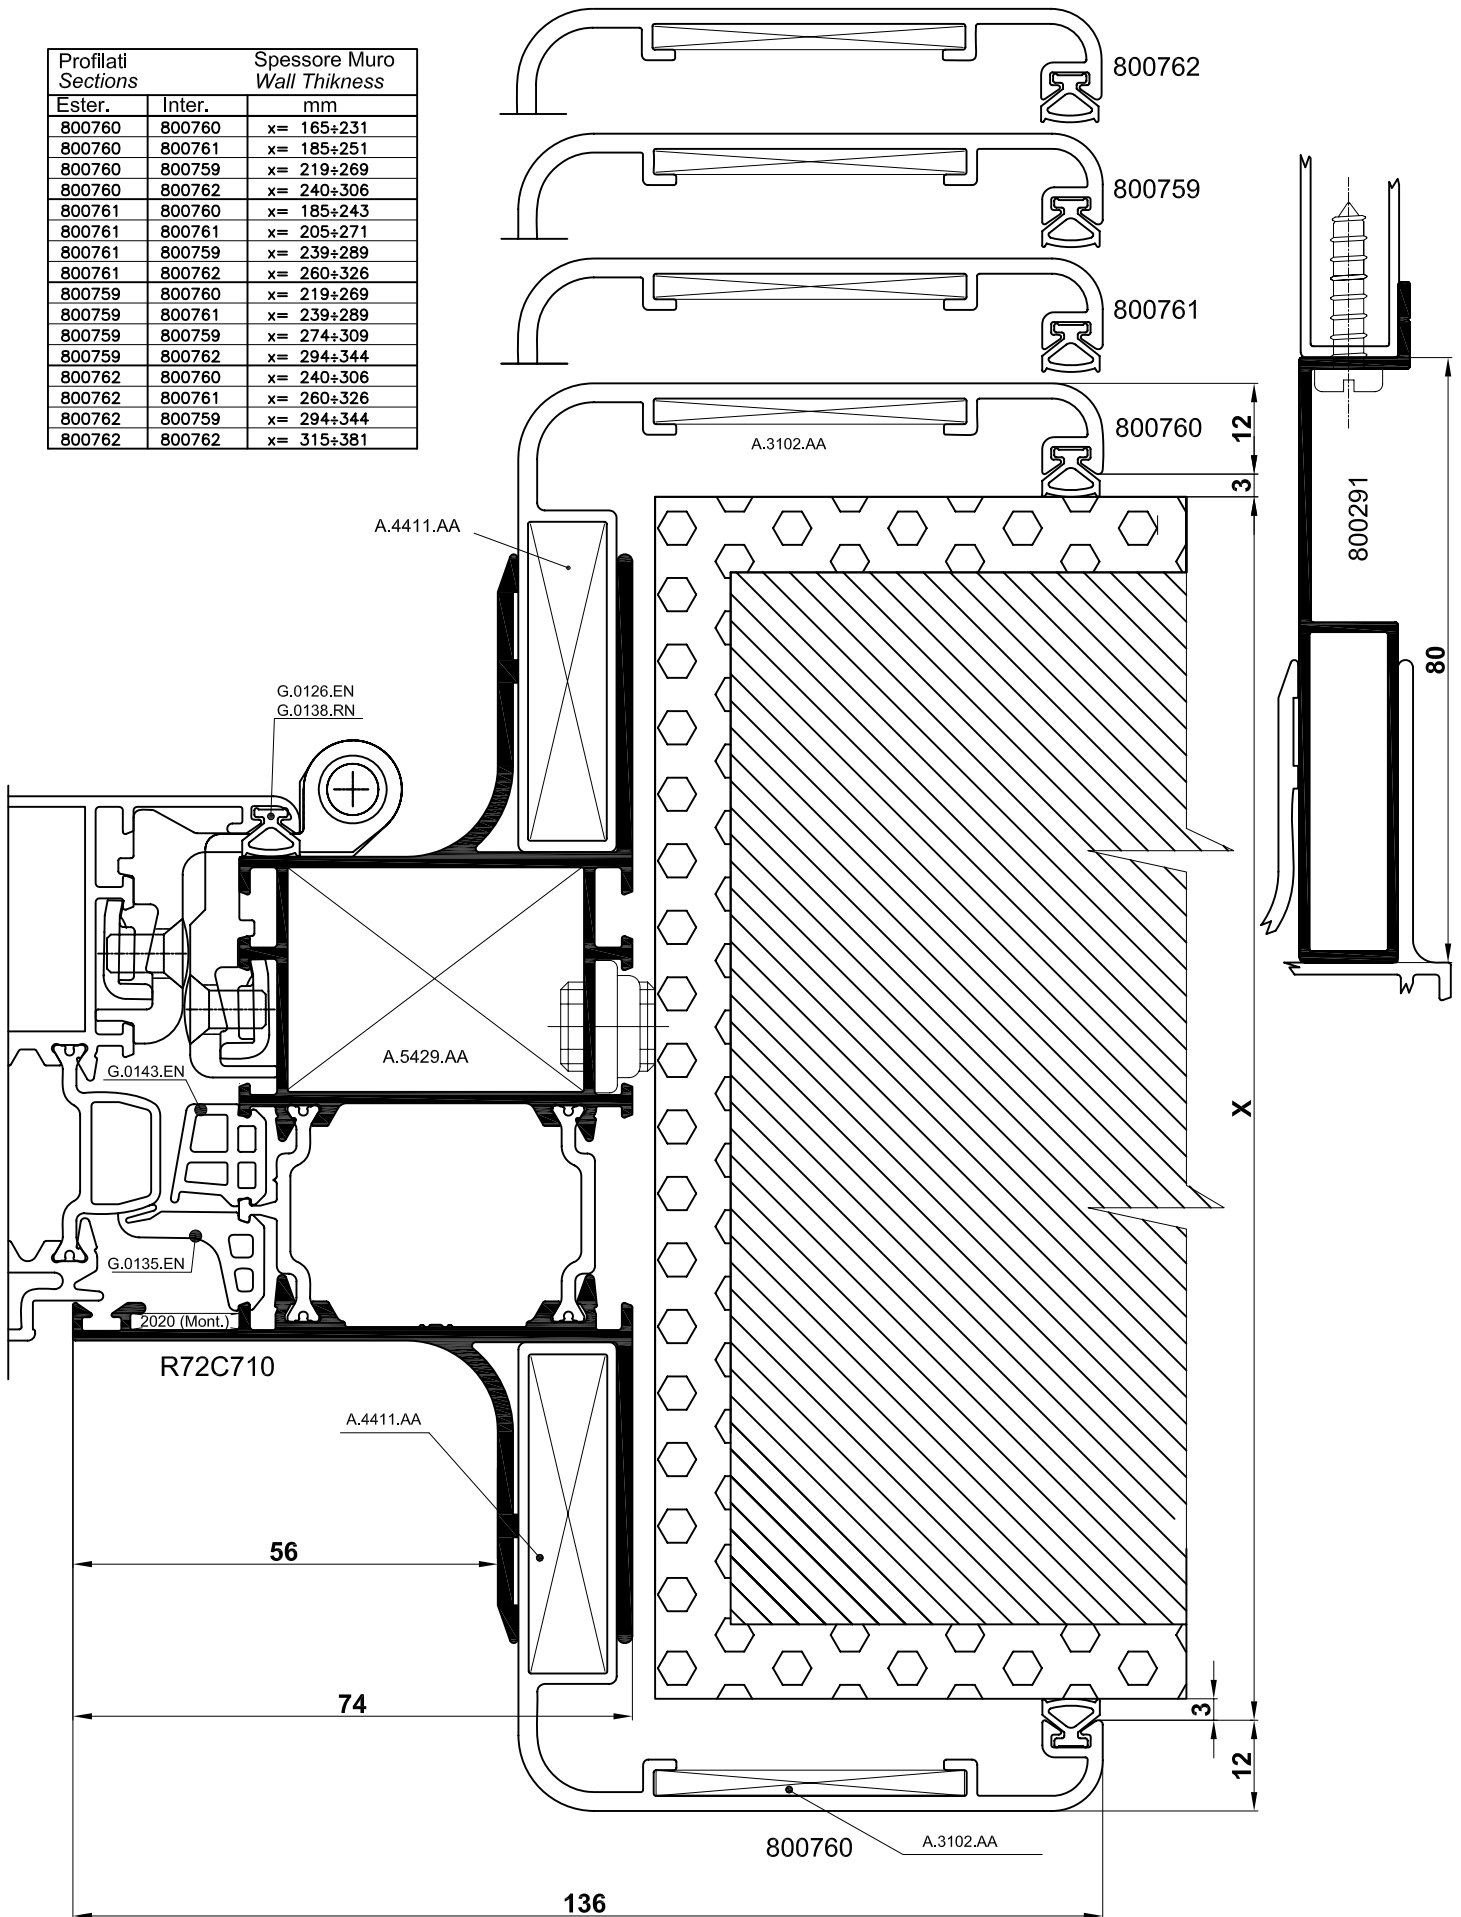 Profilati Spessore Muro
Sections Wall Thikness
Ester. Inter. mm
800760 800760 x= 165÷231
800760 800761 x= 185÷251
800760 800759 x= 219÷269
800760 800762 x= 240÷306
800761 800760 x= 185÷243
800761 800761 x= 205÷271
800761 800759 x= 239÷289
800761 800762 x= 260÷326
800759 800760 x= 219÷269
800759 800761 x= 239÷289
800759 800759 x= 274÷309
800759 800762 x= 294÷344
800762 800760 x= 240÷306
800762 800761 x= 260÷326
800762 800759 x= 294÷344
800762 800762 x= 315÷381
800762
800759
800761
800760
12
3
A.3102.AA
A.4411.AA
800291
80
G.0126.EN
G.0138.RN
A.5429.AA
G.0143.EN
X
G.0135.EN
2020 (Mont.)
R72C710
A.4411.AA
56
74
3
12
800760
A.3102.AA
136